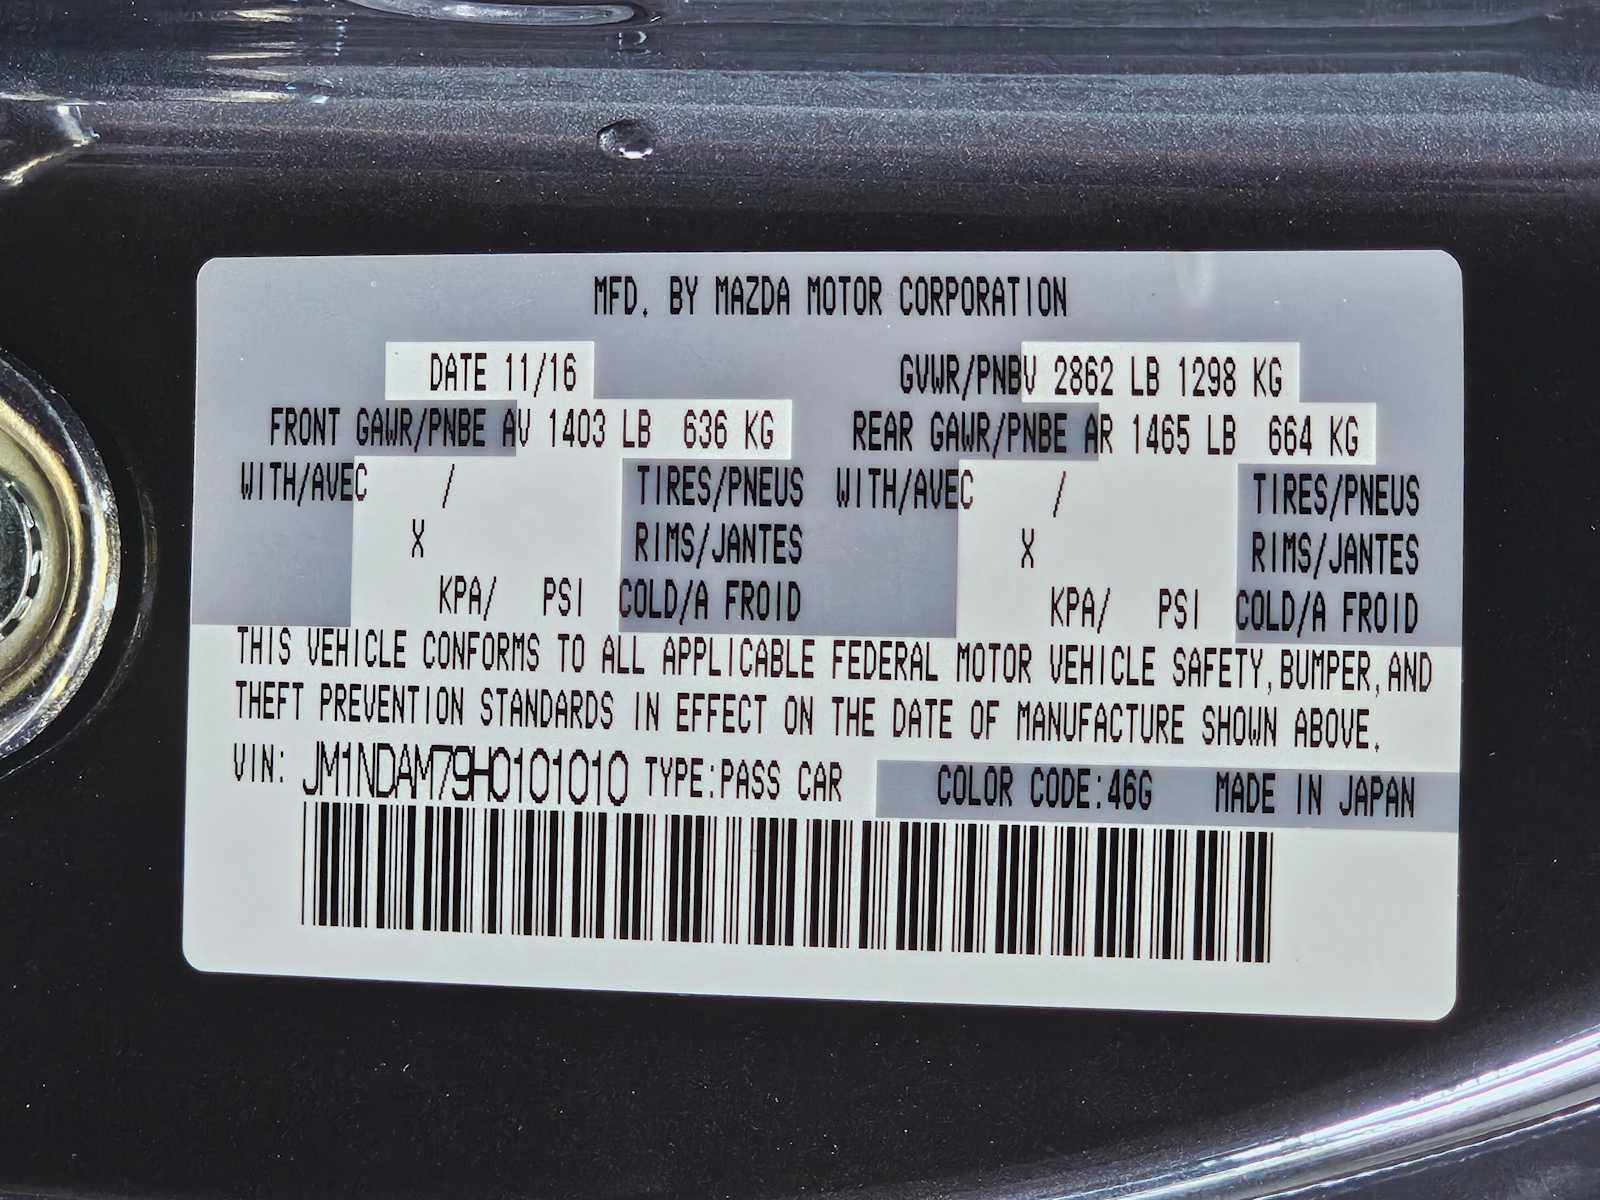 MFD. BY MAZDA MOTOR CORPORATION
DATE 11/16 GVWR/PNBV 2862 LB 1298 KG
FRONT GAWR/PNBE AV 1403 LB 636 KG REAR GAWR/PNBE AR 1465 LB 664 KG
WITH/AVEC / TIRES/PNEUS WITH/AVEC / TIRES/PNEUS
X RIMS/JANTES X RIMS/JANTES
KPA/ PSI COLD/A FROID KPA/ PSI COLD/A FROID
THIS VEHICLE CONFORMS TO ALL APPLICABLE FEDERAL MOTOR VEHICLE SAFETY, BUMPER, AND
THEFT PREVENTION STANDARDS IN EFFECT ON THE DATE OF MANUFACTURE SHOWN ABOVE.
VIN: JM1NDAM79H0101010 TYPE:PASS CAR COLOR CODE:46G MADE IN JAPAN